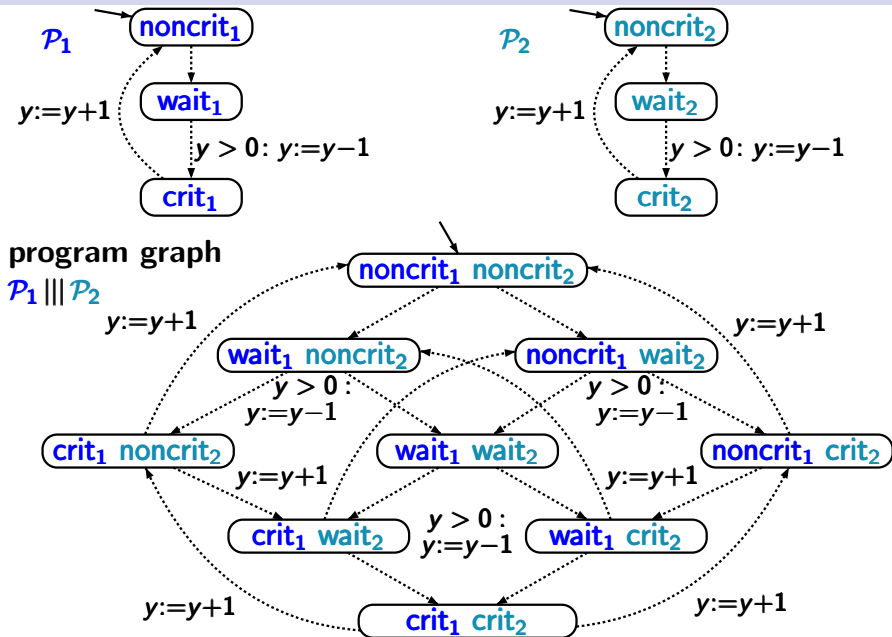 noncrit₁
noncrit₂
𝒫₁
𝒫₂
wait₁
wait₂
y:=y+1
y:=y+1
y > 0: y:=y−1
y > 0: y:=y−1
crit₁
crit₂
program graph
𝒫₁ ||| 𝒫₂
noncrit₁ noncrit₂
y:=y+1
y:=y+1
wait₁ noncrit₂
noncrit₁ wait₂
y > 0 :
y:=y−1
y > 0 :
y:=y−1
crit₁ noncrit₂
wait₁ wait₂
noncrit₁ crit₂
y:=y+1
y:=y+1
crit₁ wait₂
y > 0 :
y:=y−1
wait₁ crit₂
y:=y+1
y:=y+1
crit₁ crit₂